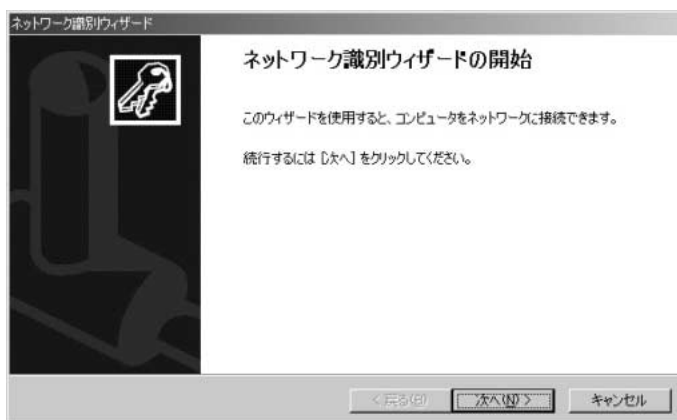 ネットワーク識別ウィザード
ネットワーク識別ウィザードの開始
このウィザードを使用すると、コンピュータをネットワークに接続できます。
続行するには [次へ] をクリックしてください。
< 戻る(B)
次へ(N) >
キャンセル